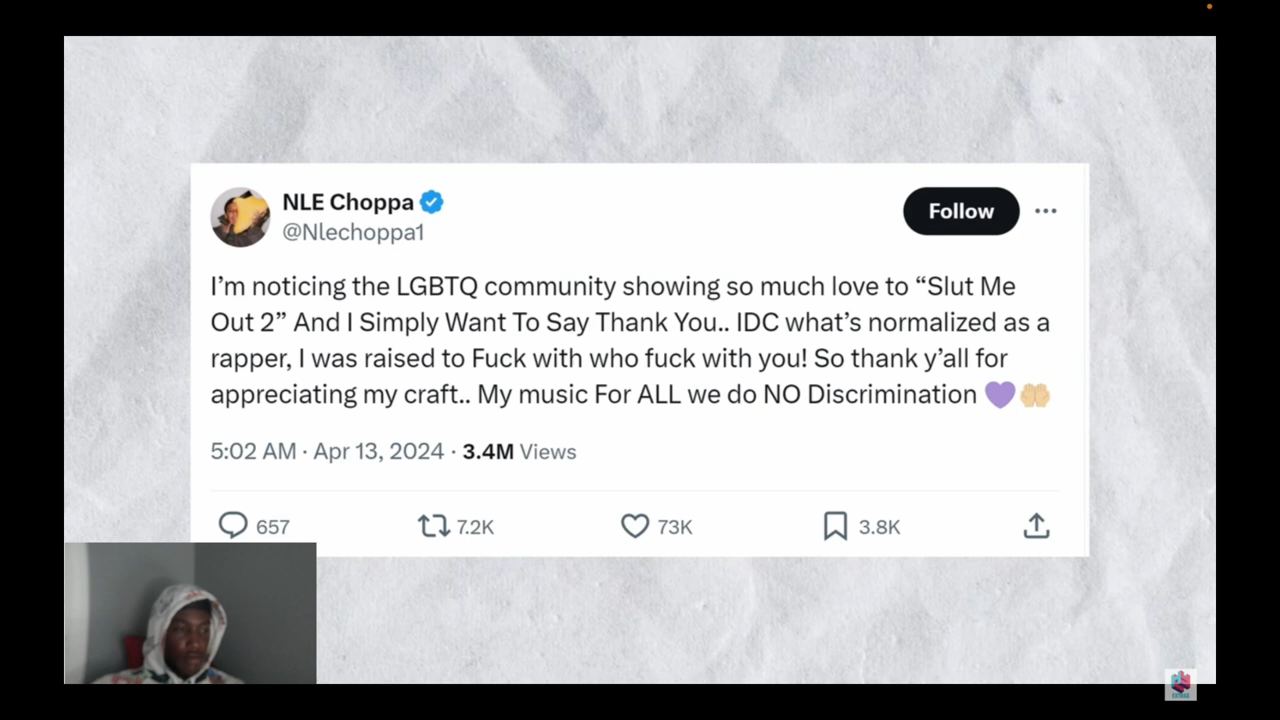 NLE Choppa
@Nlechoppa1
Follow
I’m noticing the LGBTQ community showing so much love to “Slut Me
Out 2” And I Simply Want To Say Thank You.. IDC what’s normalized as a
rapper, I was raised to Fuck with who fuck with you! So thank y’all for
appreciating my craft.. My music For ALL we do NO Discrimination 💜🤲🏼
5:02 AM · Apr 13, 2024 · 3.4M Views
657 7.2K 73K 3.8K